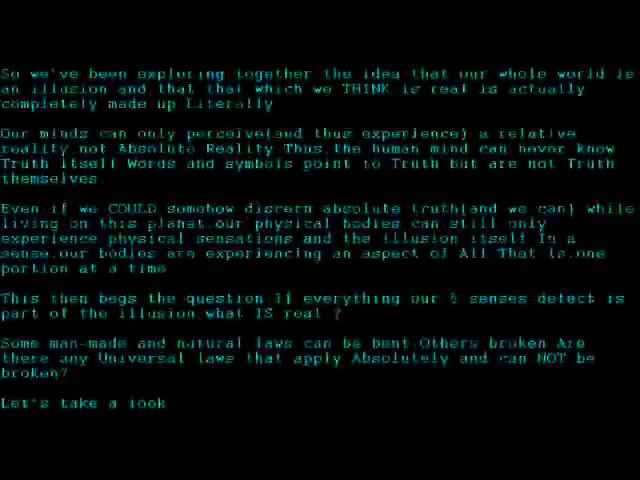 So we've been exploring together the idea that our whole world is
an illusion and that that which we THINK is real is actually
completely made up Literally
Our minds can only perceive(and thus experience) a relative
reality,not Absolute Reality Thus,the human mind can never know
Truth itself Words and symbols point to Truth but are not Truth
themselves
Even if we COULD somehow discern absolute truth(and we can) while
living on this planet,our physical bodies can still only
experience physical sensations and the illusion itself In a
sense,our bodies are experiencing an aspect of All That Is,one
portion at a time
This then begs the question If everything our 5 senses detect is
part of the illusion,what IS real ?
Some man-made and natural laws can be bent.Others broken Are
there any Universal laws that apply Absolutely and can NOT be
broken?
Let's take a look